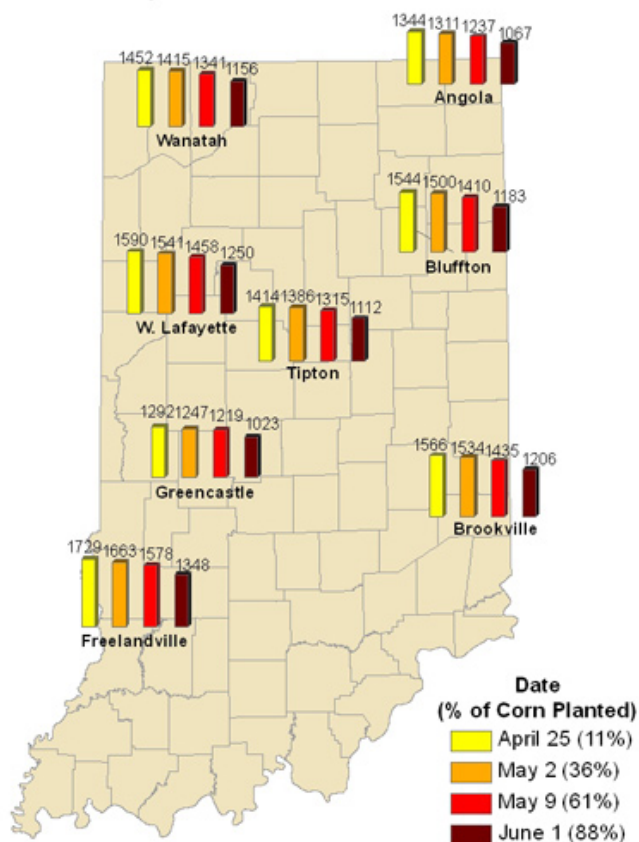 1344 1311 1237 1067
Angola
1452 1415 1341 1156
Wanatah
1544 1500 1410 1183
Bluffton
1590 1541 1458 1250
W. Lafayette
1414 1386 1315 1112
Tipton
1292 1247 1219 1023
Greencastle
1566 1534 1435 1206
Brookville
1729 1663 1578 1348
Freelandville
Date
(% of Corn Planted)
April 25 (11%)
May 2 (36%)
May 9 (61%)
June 1 (88%)